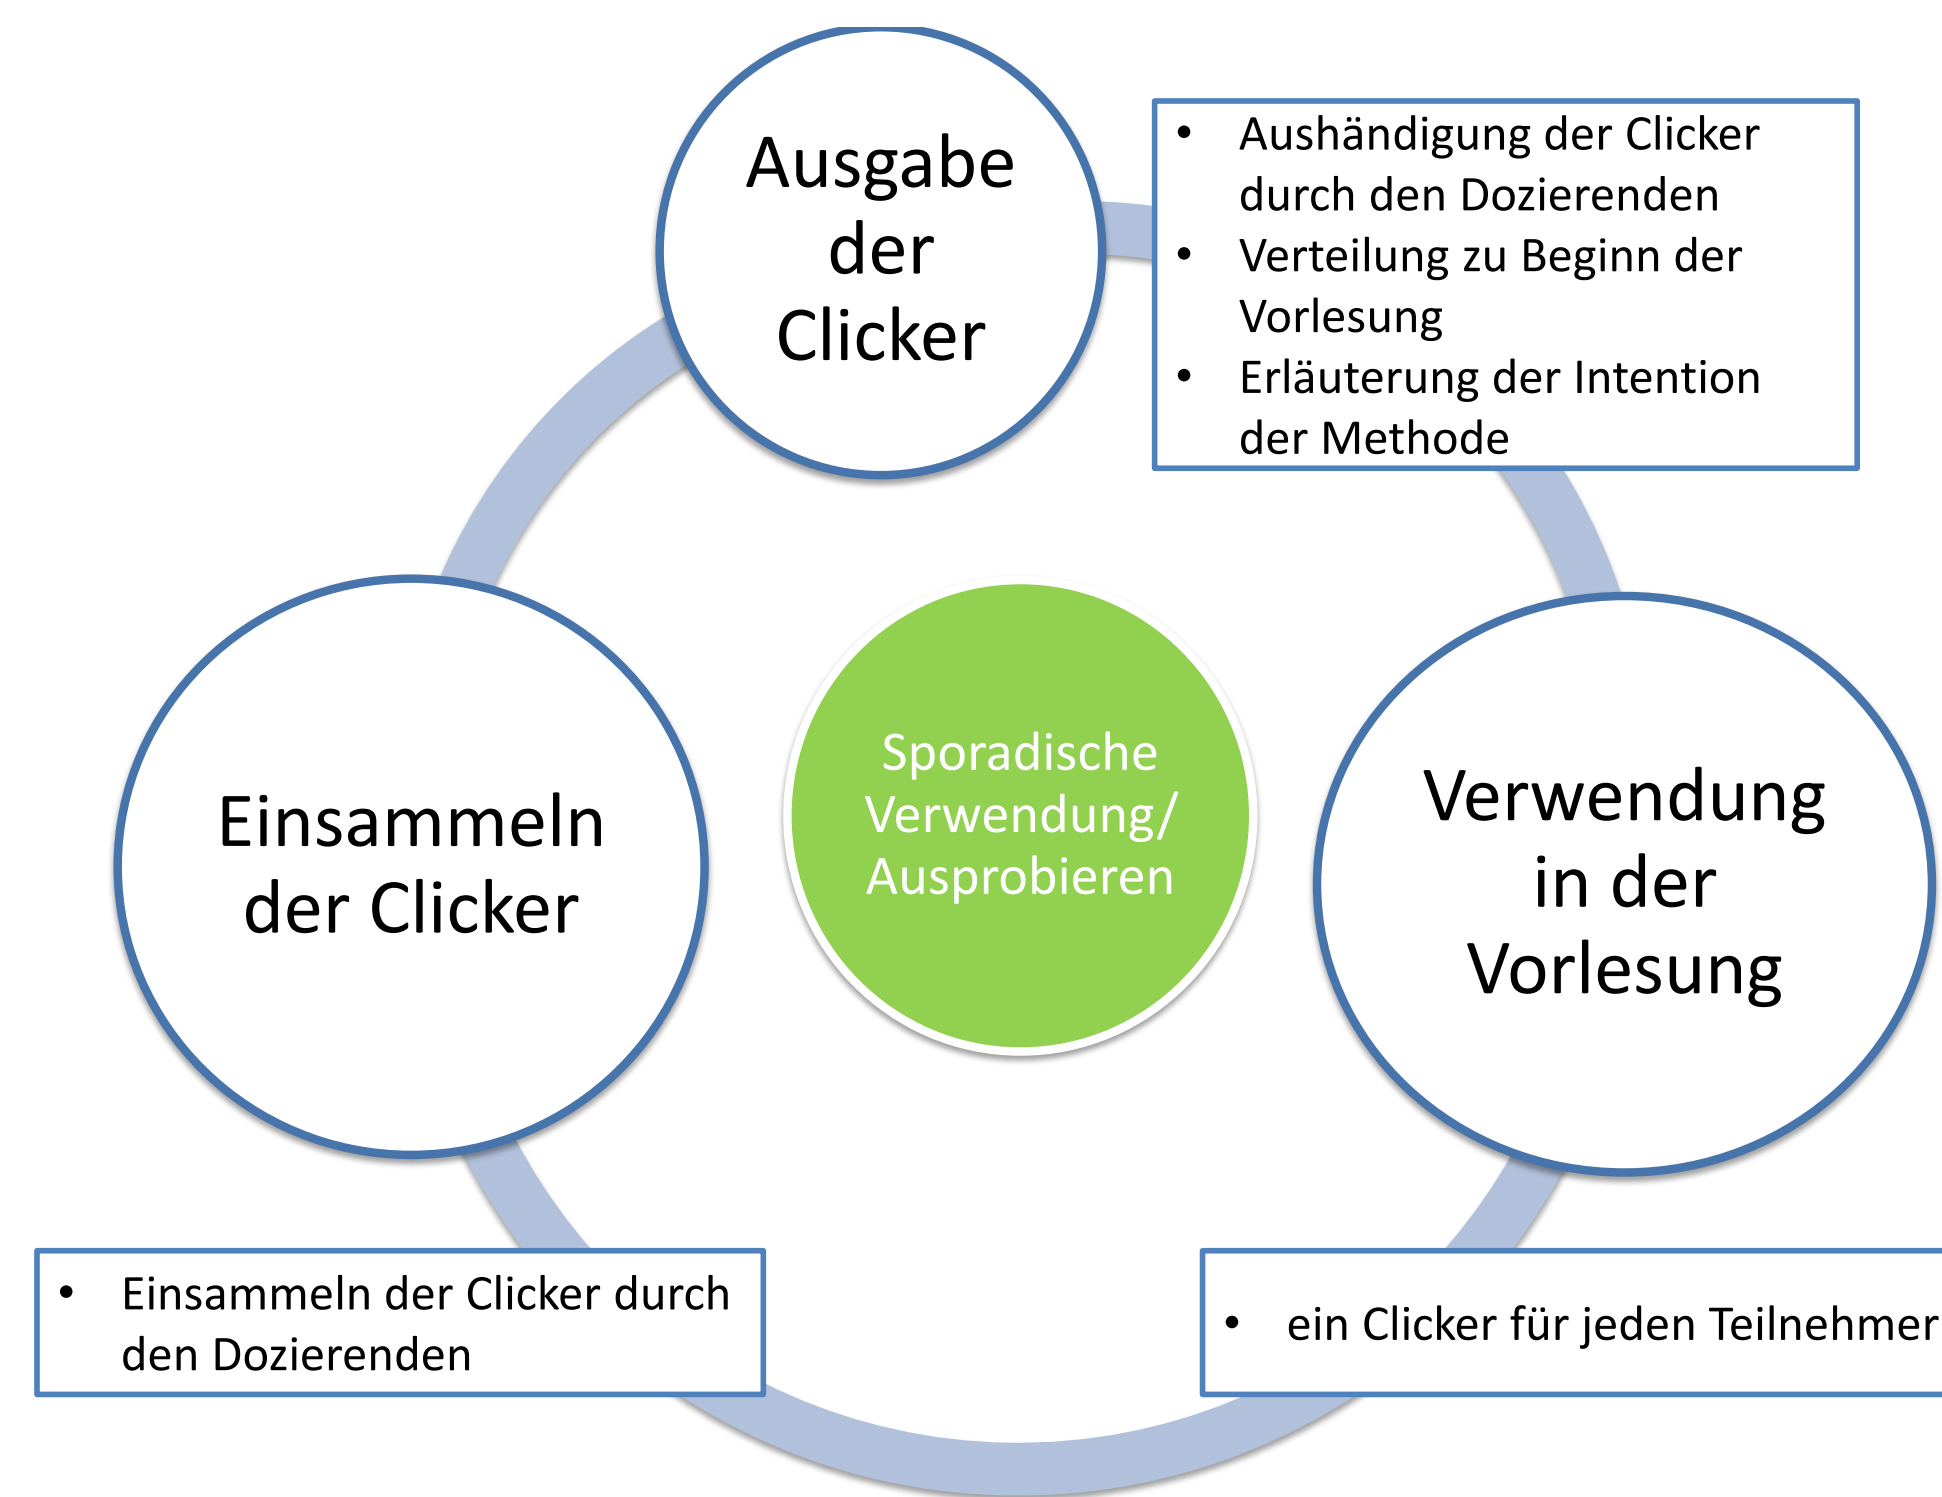 Ausgabe
der
Clicker
• Aushändigung der Clicker
durch den Dozierenden
• Verteilung zu Beginn der
Vorlesung
• Erläuterung der Intention
der Methode
Sporadische
Verwendung/
Ausprobieren
Verwendung
in der
Vorlesung
Einsammeln
der Clicker
• Einsammeln der Clicker durch
den Dozierenden
• ein Clicker für jeden Teilnehmer